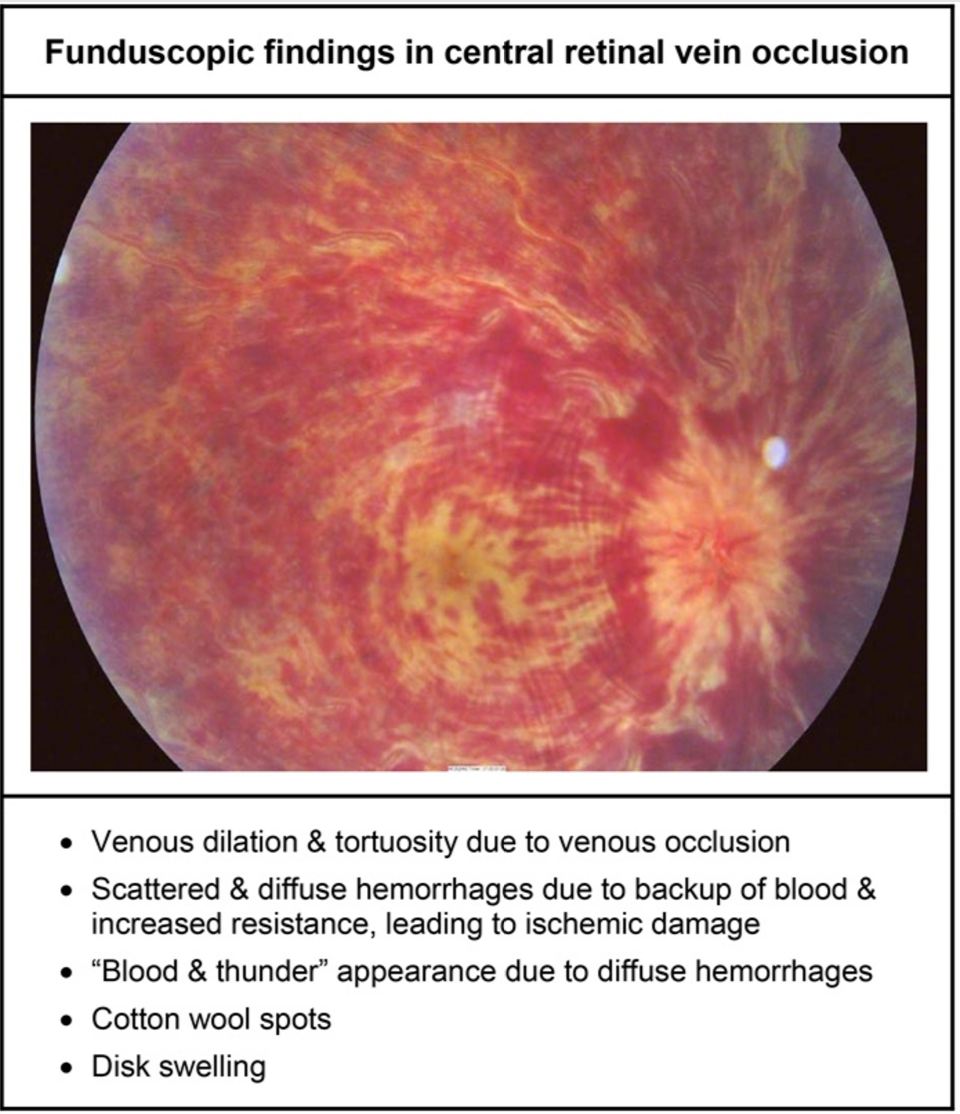 Funduscopic findings in central retinal vein occlusion
• Venous dilation & tortuosity due to venous occlusion
• Scattered & diffuse hemorrhages due to backup of blood &
increased resistance, leading to ischemic damage
• “Blood & thunder” appearance due to diffuse hemorrhages
• Cotton wool spots
• Disk swelling